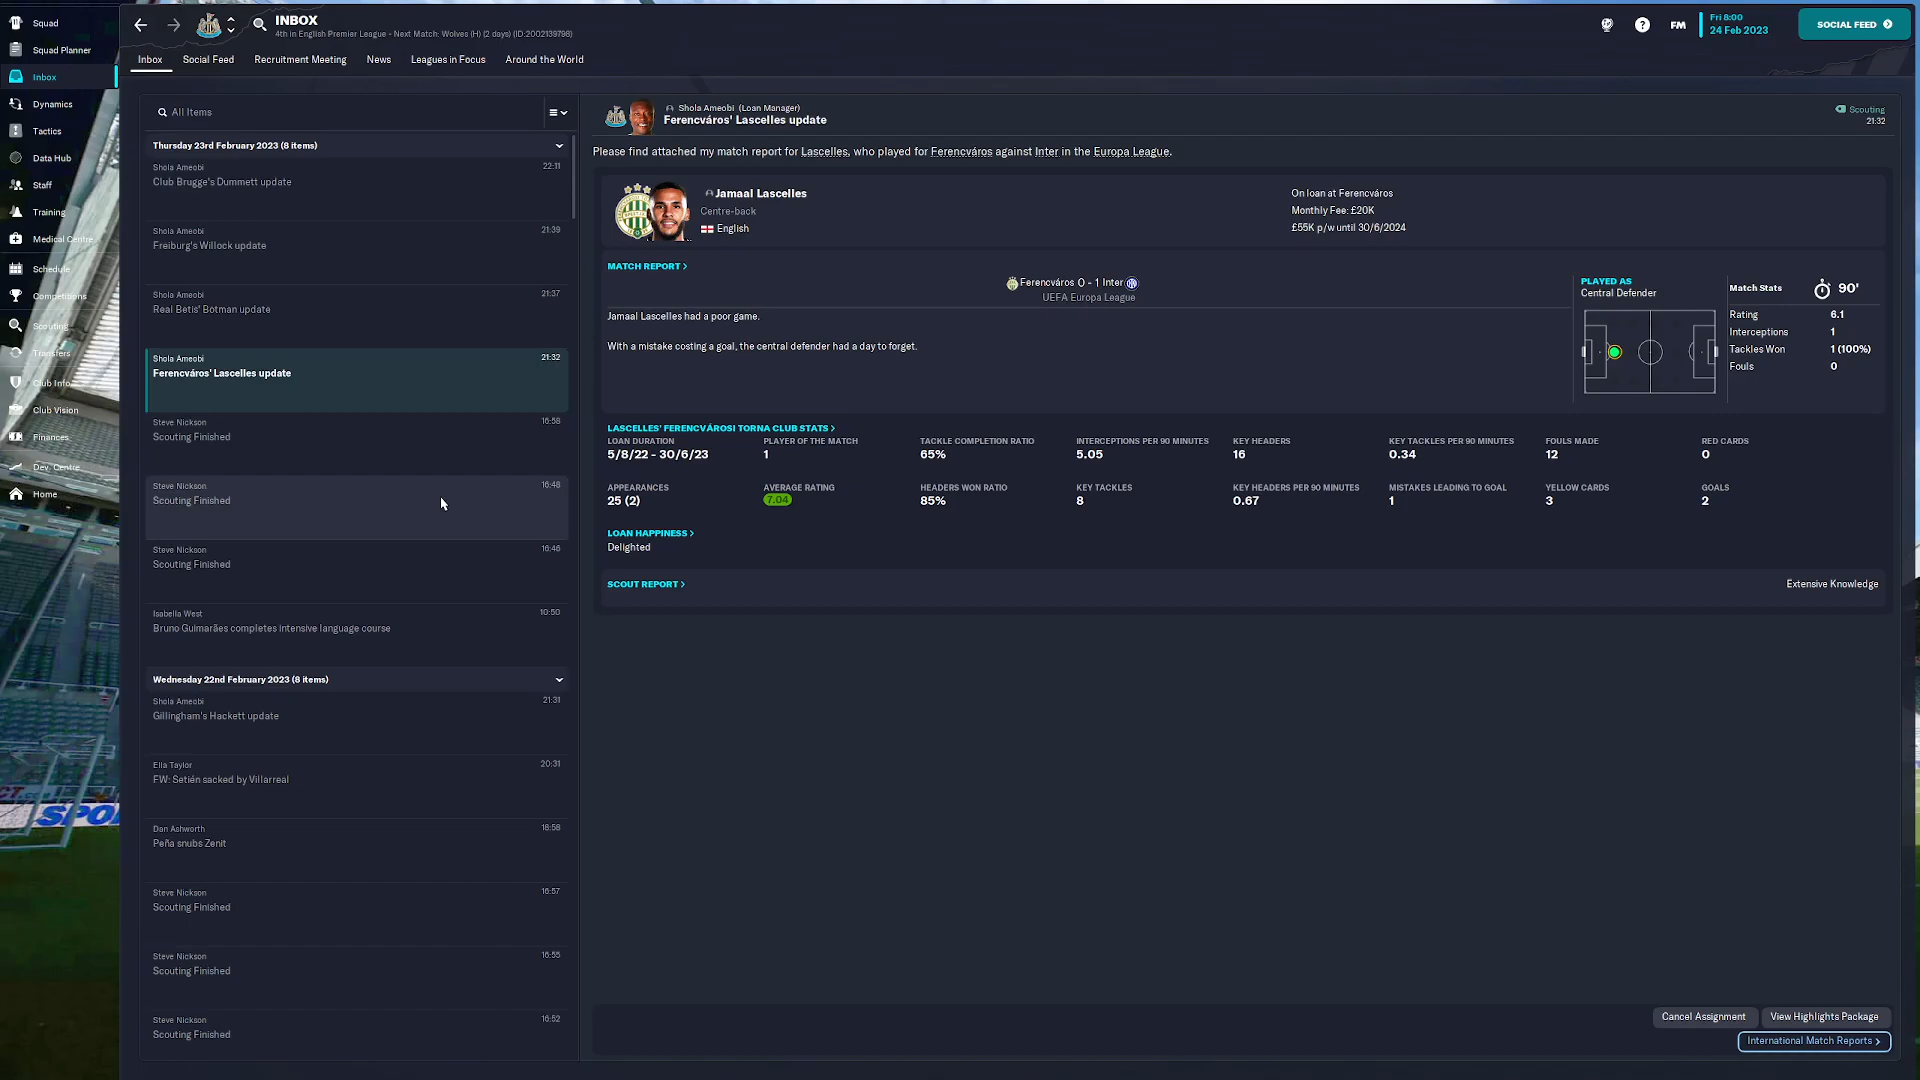 Squad
Squad Planner
Inbox
Dynamics
Tactics
Data Hub
Staff
Training
Medical Centre
Schedule
Competitions
Scouting
Transfers
Club Info
Club Vision
Finances
Dev. Centre
Home
INBOX
4th in English Premier League - Next Match: Wolves (H) (2 days) (ID:2002139798)
FM
Fri 8:00
24 Feb 2023
SOCIAL FEED
Inbox Social Feed Recruitment Meeting News Leagues in Focus Around the World
All Items
Thursday 23rd February 2023 (8 items)
Shola Ameobi 22:11
Club Brugge's Dummett update
Shola Ameobi 21:39
Freiburg's Willock update
Shola Ameobi 21:37
Real Betis' Botman update
Shola Ameobi 21:32
Ferencváros' Lascelles update
Steve Nickson 16:58
Scouting Finished
Steve Nickson 16:48
Scouting Finished
Steve Nickson 16:46
Scouting Finished
Isabella West 10:50
Bruno Guimarães completes intensive language course
Wednesday 22nd February 2023 (8 items)
Shola Ameobi 21:31
Gillingham's Hackett update
Ella Taylor 20:31
FW: Setién sacked by Villarreal
Dan Ashworth 18:58
Peña snubs Zenit
Steve Nickson 16:57
Scouting Finished
Steve Nickson 16:55
Scouting Finished
Steve Nickson 16:52
Scouting Finished
Shola Ameobi (Loan Manager)
Ferencváros' Lascelles update
Scouting
21:32
Please find attached my match report for Lascelles, who played for Ferencváros against Inter in the Europa League.
Jamaal Lascelles
Centre-back
English
On loan at Ferencváros
Monthly Fee: £20K
£55K p/w until 30/6/2024
MATCH REPORT >
Ferencváros 0 - 1 Inter
UEFA Europa League
Jamaal Lascelles had a poor game.
With a mistake costing a goal, the central defender had a day to forget.
PLAYED AS
Central Defender
Match Stats 90'
Rating 6.1
Interceptions 1
Tackles Won 1 (100%)
Fouls 0
LASCELLES' FERENCVÁROSI TORNA CLUB STATS >
LOAN DURATION PLAYER OF THE MATCH TACKLE COMPLETION RATIO INTERCEPTIONS PER 90 MINUTES KEY HEADERS KEY TACKLES PER 90 MINUTES FOULS MADE RED CARDS
5/8/22 - 30/6/23 1 65% 5.05 16 0.34 12 0
APPEARANCES AVERAGE RATING HEADERS WON RATIO KEY TACKLES KEY HEADERS PER 90 MINUTES MISTAKES LEADING TO GOAL YELLOW CARDS GOALS
25 (2) 7.04 85% 8 0.67 1 3 2
LOAN HAPPINESS >
Delighted
SCOUT REPORT > Extensive Knowledge
Cancel Assignment View Highlights Package
International Match Reports >